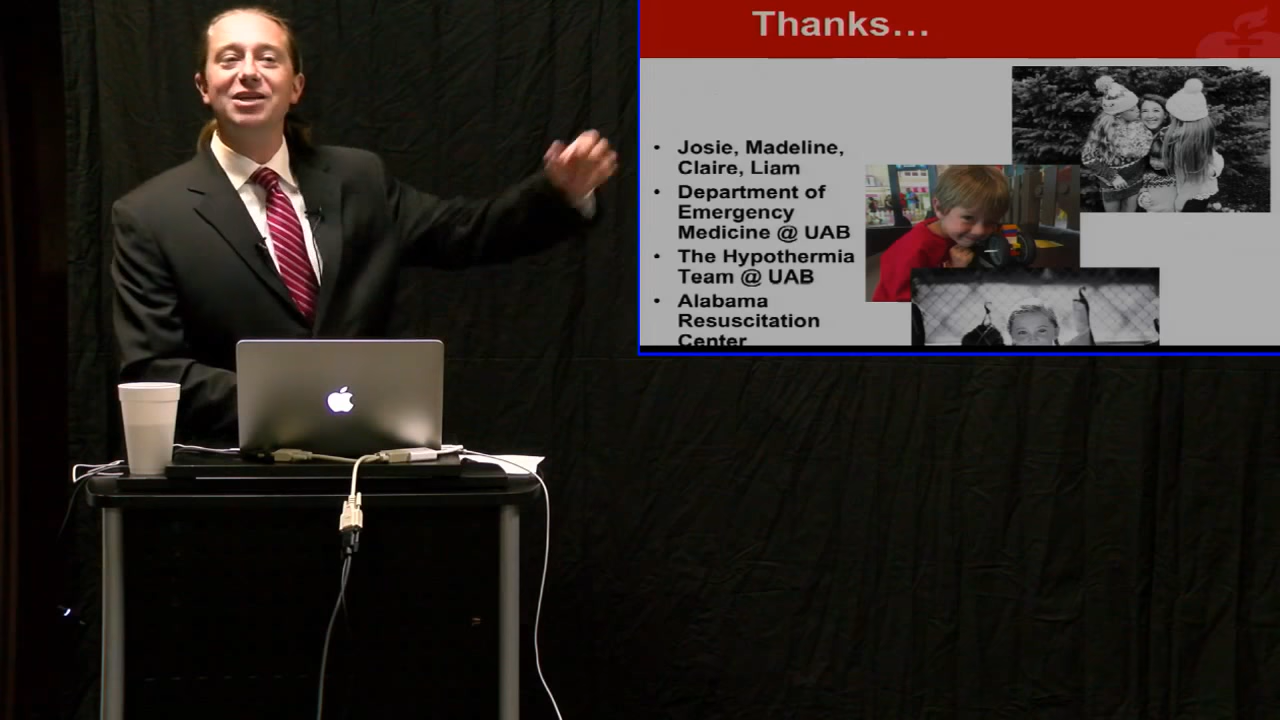 Thanks...
• Josie, Madeline,
Claire, Liam
• Department of
Emergency
Medicine @ UAB
• The Hypothermia
Team @ UAB
• Alabama
Resuscitation
Center